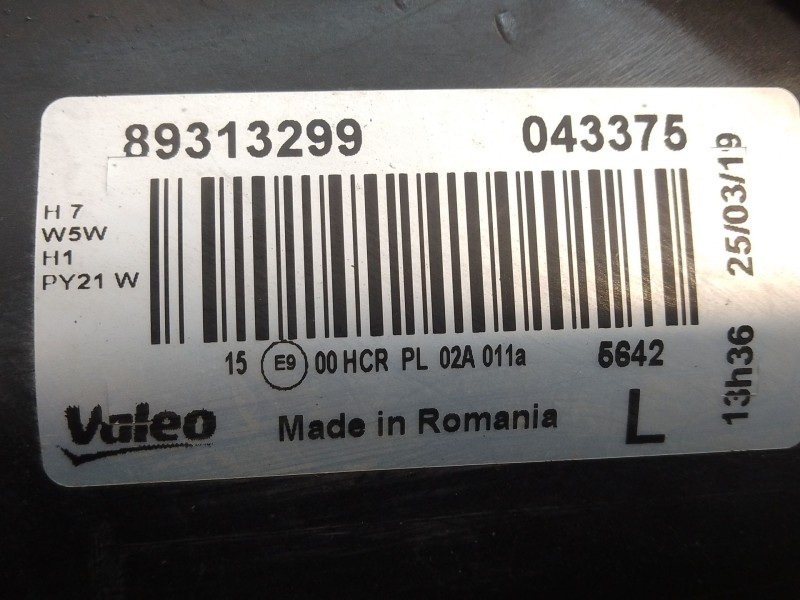 89313299 043375
H7
W5W
H1
PY21 W
15 E9 00 HCR PL 02A 011a 5642
Valeo Made in Romania L
13h36 25/03/19